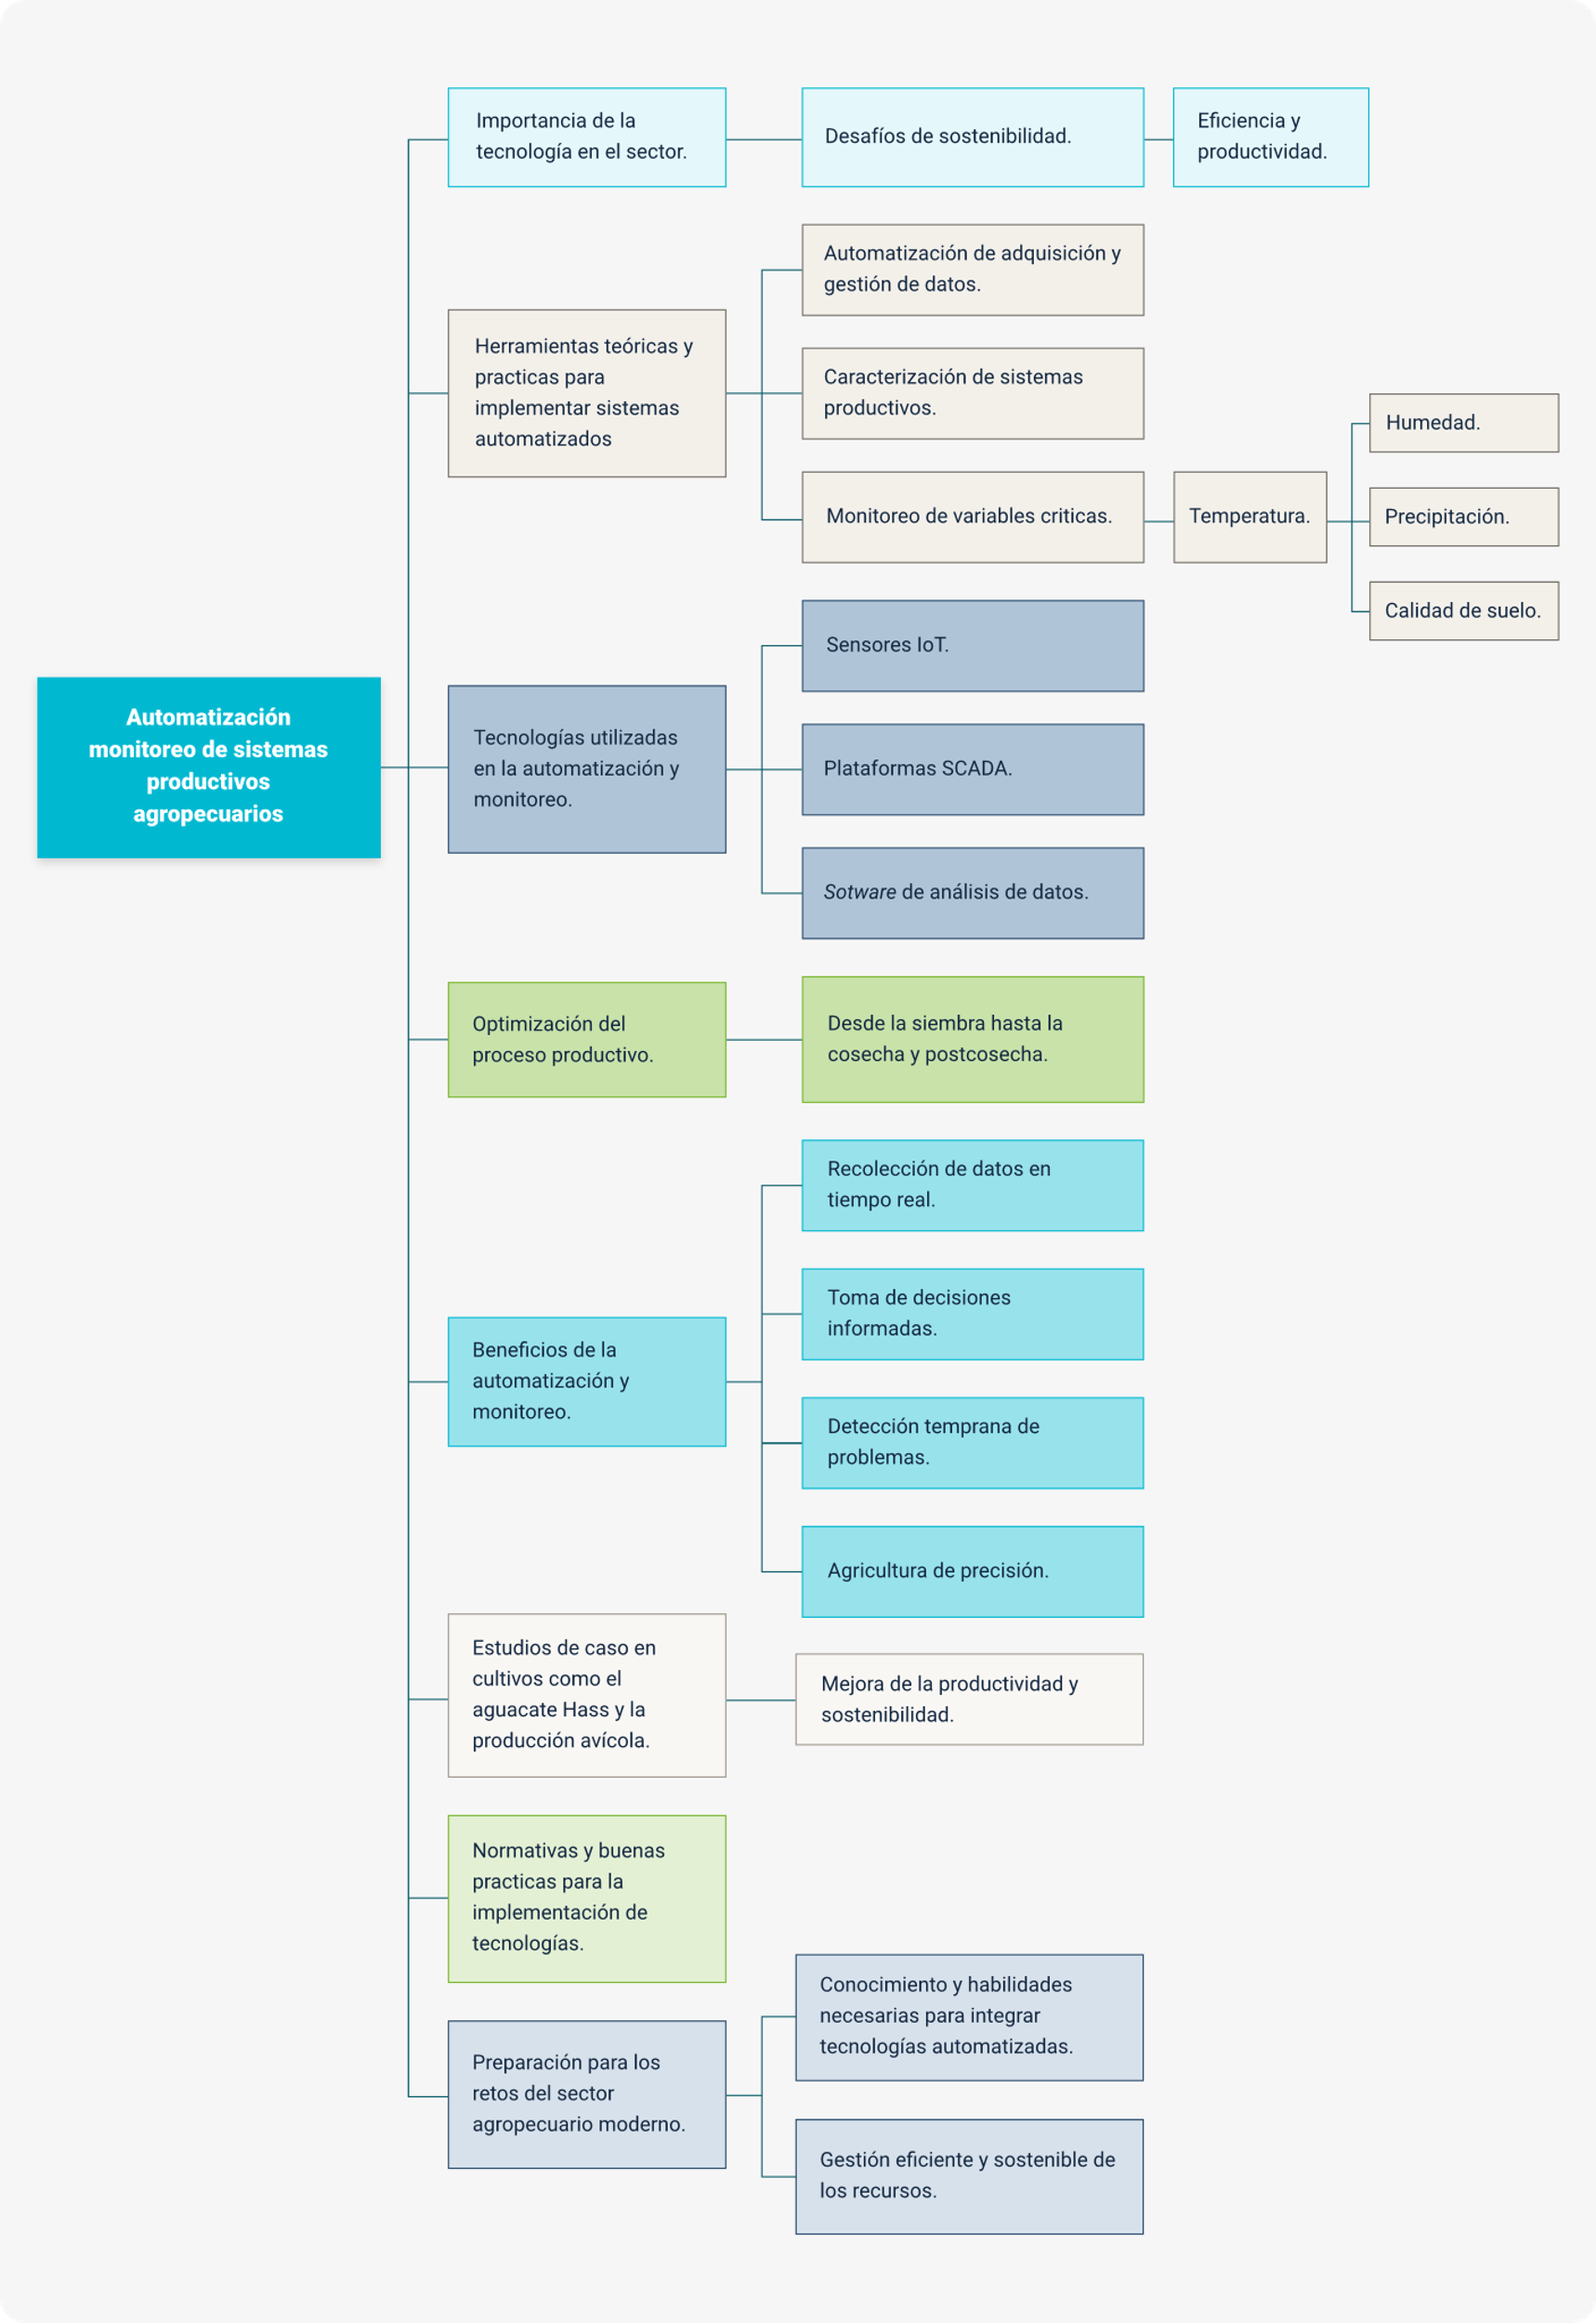 Automatización
monitoreo de sistemas
productivos
agropecuarios
Importancia de la
tecnología en el sector.
Desafíos de sostenibilidad.
Eficiencia y
productividad.
Herramientas teóricas y
practicas para
implementar sistemas
automatizados
Automatización de adquisición y
gestión de datos.
Caracterización de sistemas
productivos.
Monitoreo de variables criticas.
Temperatura.
Humedad.
Precipitación.
Calidad de suelo.
Tecnologías utilizadas
en la automatización y
monitoreo.
Sensores IoT.
Plataformas SCADA.
Sotware de análisis de datos.
Optimización del
proceso productivo.
Desde la siembra hasta la
cosecha y postcosecha.
Beneficios de la
automatización y
monitoreo.
Recolección de datos en
tiempo real.
Toma de decisiones
informadas.
Detección temprana de
problemas.
Agricultura de precisión.
Estudios de caso en
cultivos como el
aguacate Hass y la
producción avícola.
Mejora de la productividad y
sostenibilidad.
Normativas y buenas
practicas para la
implementación de
tecnologías.
Preparación para los
retos del sector
agropecuario moderno.
Conocimiento y habilidades
necesarias para integrar
tecnologías automatizadas.
Gestión eficiente y sostenible de
los recursos.